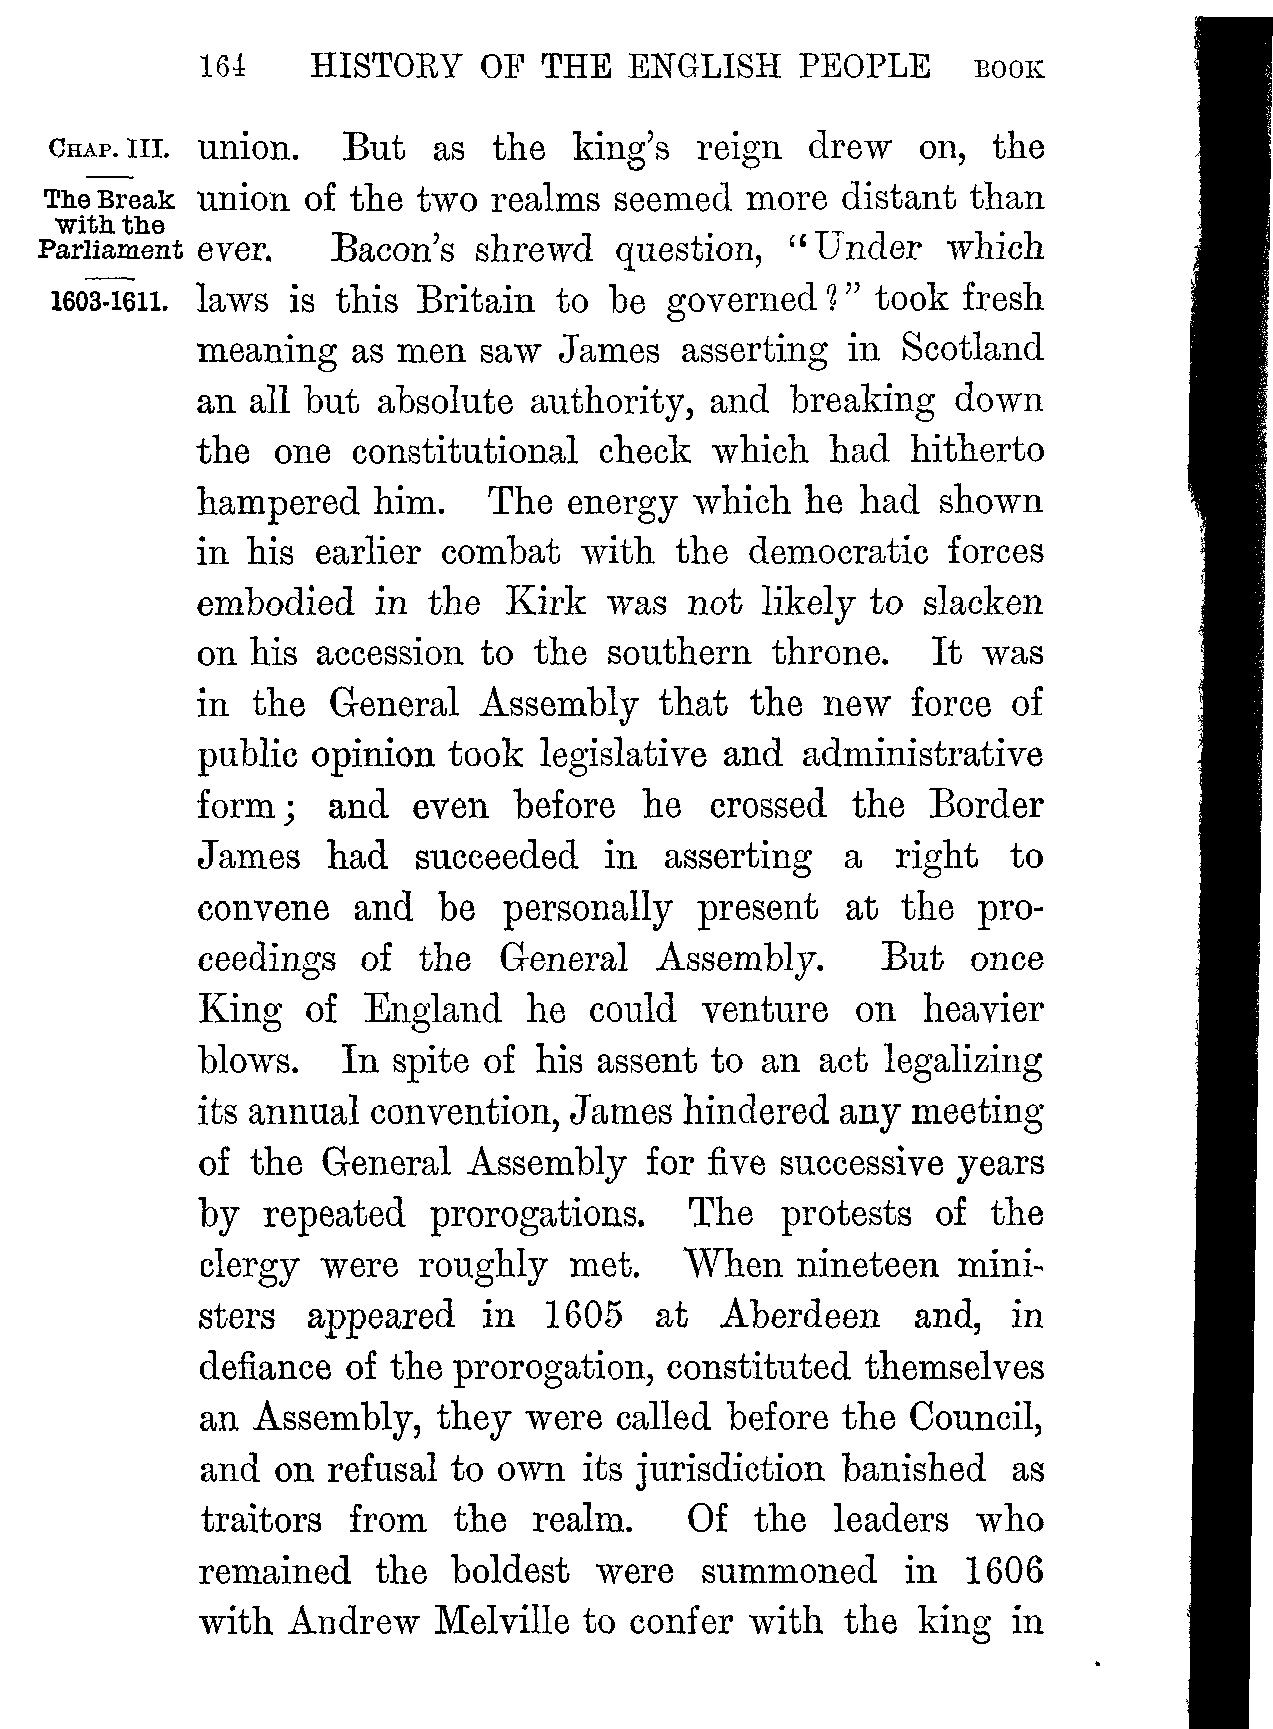 164 HISTORY OF THE ENGLISH PEOPLE BOOK
CHAP. III.
The Break
with the
Parliament
1603-1611.
union. But as the king's reign drew on, the
union of the two realms seemed more distant than
ever. Bacon's shrewd question, "Under which
laws is this Britain to be governed?" took fresh
meaning as men saw James asserting in Scotland
an all but absolute authority, and breaking down
the one constitutional check which had hitherto
hampered him. The energy which he had shown
in his earlier combat with the democratic forces
embodied in the Kirk was not likely to slacken
on his accession to the southern throne. It was
in the General Assembly that the new force of
public opinion took legislative and administrative
form; and even before he crossed the Border
James had succeeded in asserting a right to
convene and be personally present at the pro-
ceedings of the General Assembly. But once
King of England he could venture on heavier
blows. In spite of his assent to an act legalizing
its annual convention, James hindered any meeting
of the General Assembly for five successive years
by repeated prorogations. The protests of the
clergy were roughly met. When nineteen mini-
sters appeared in 1605 at Aberdeen and, in
defiance of the prorogation, constituted themselves
an Assembly, they were called before the Council,
and on refusal to own its jurisdiction banished as
traitors from the realm. Of the leaders who
remained the boldest were summoned in 1606
with Andrew Melville to confer with the king in